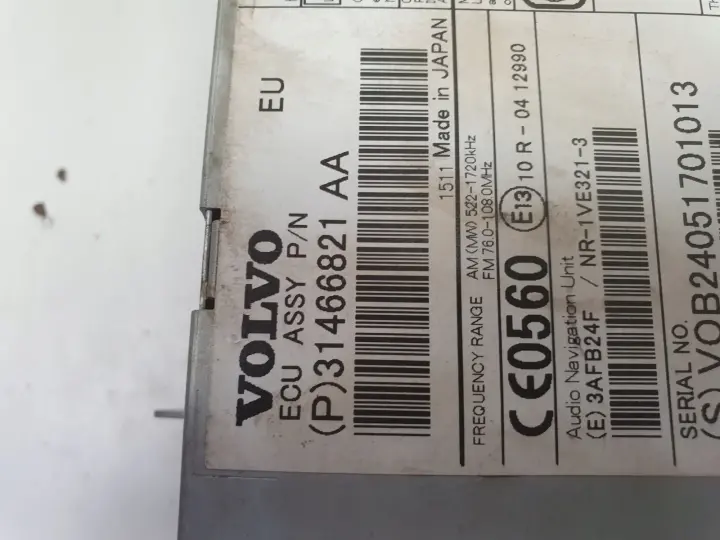 EU
VOLVO
ECU ASSY P/N
(P)31466821 AA
1511 Made in JAPAN
FREQUENCY RANGE AM (MW) 522-1720kHz
FM 76.0-108.0MHz
CE0560 E13 10 R - 04 12990
Audio Navigation Unit
(E) 3AFB24F / NR-1VE321-3
SERIAL NO.
(S) VOB24051701013